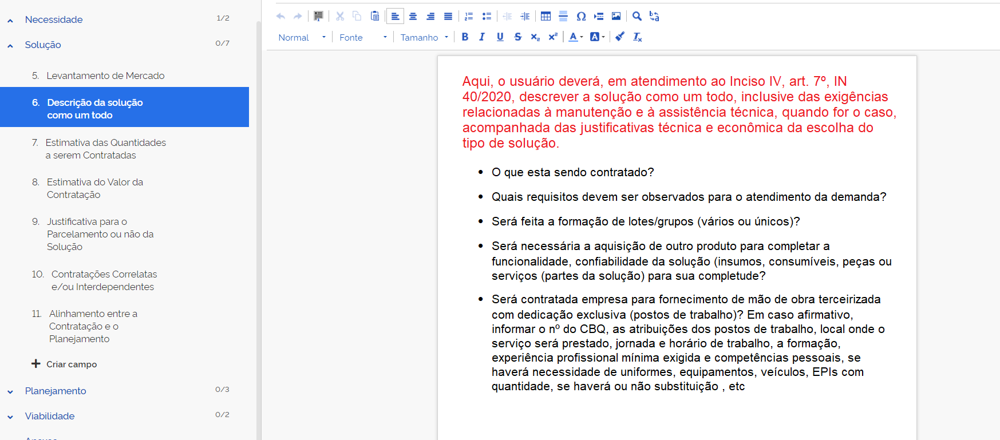 Necessidade 1/2
Solução 0/7
5. Levantamento de Mercado
6. Descrição da solução
como um todo
7. Estimativa das Quantidades
a serem Contratadas
8. Estimativa do Valor da
Contratação
9. Justificativa para o
Parcelamento ou não da
Solução
10. Contratações Correlatas
e/ou Interdependentes
11. Alinhamento entre a
Contratação e o
Planejamento
Criar campo
Planejamento 0/3
Viabilidade 0/2
Normal Fonte Tamanho
Aqui, o usuário deverá, em atendimento ao Inciso IV, art. 7º, IN
40/2020, descrever a solução como um todo, inclusive das exigências
relacionadas à manutenção e à assistência técnica, quando for o caso,
acompanhada das justificativas técnica e econômica da escolha do
tipo de solução.
• O que esta sendo contratado?
• Quais requisitos devem ser observados para o atendimento da demanda?
• Será feita a formação de lotes/grupos (vários ou únicos)?
• Será necessária a aquisição de outro produto para completar a
funcionalidade, confiabilidade da solução (insumos, consumíveis, peças ou
serviços (partes da solução) para sua completude?
• Será contratada empresa para fornecimento de mão de obra terceirizada
com dedicação exclusiva (postos de trabalho)? Em caso afirmativo,
informar o nº do CBQ, as atribuições dos postos de trabalho, local onde o
serviço será prestado, jornada e horário de trabalho, a formação,
experiência profissional mínima exigida e competências pessoais, se
haverá necessidade de uniformes, equipamentos, veículos, EPIs com
quantidade, se haverá ou não substituição , etc